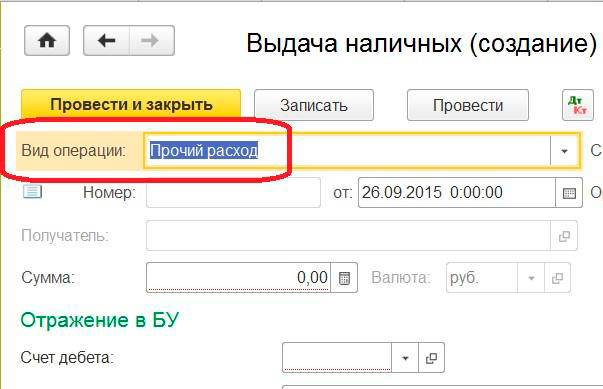 Выдача наличных (создание)
Провести и закрыть Записать Провести Дт Кт
Вид операции: Прочий расход С
Номер: от: 26.09.2015 0:00:00 О
Получатель:
Сумма: 0,00 Валюта: руб.
Отражение в БУ
Счет дебета: